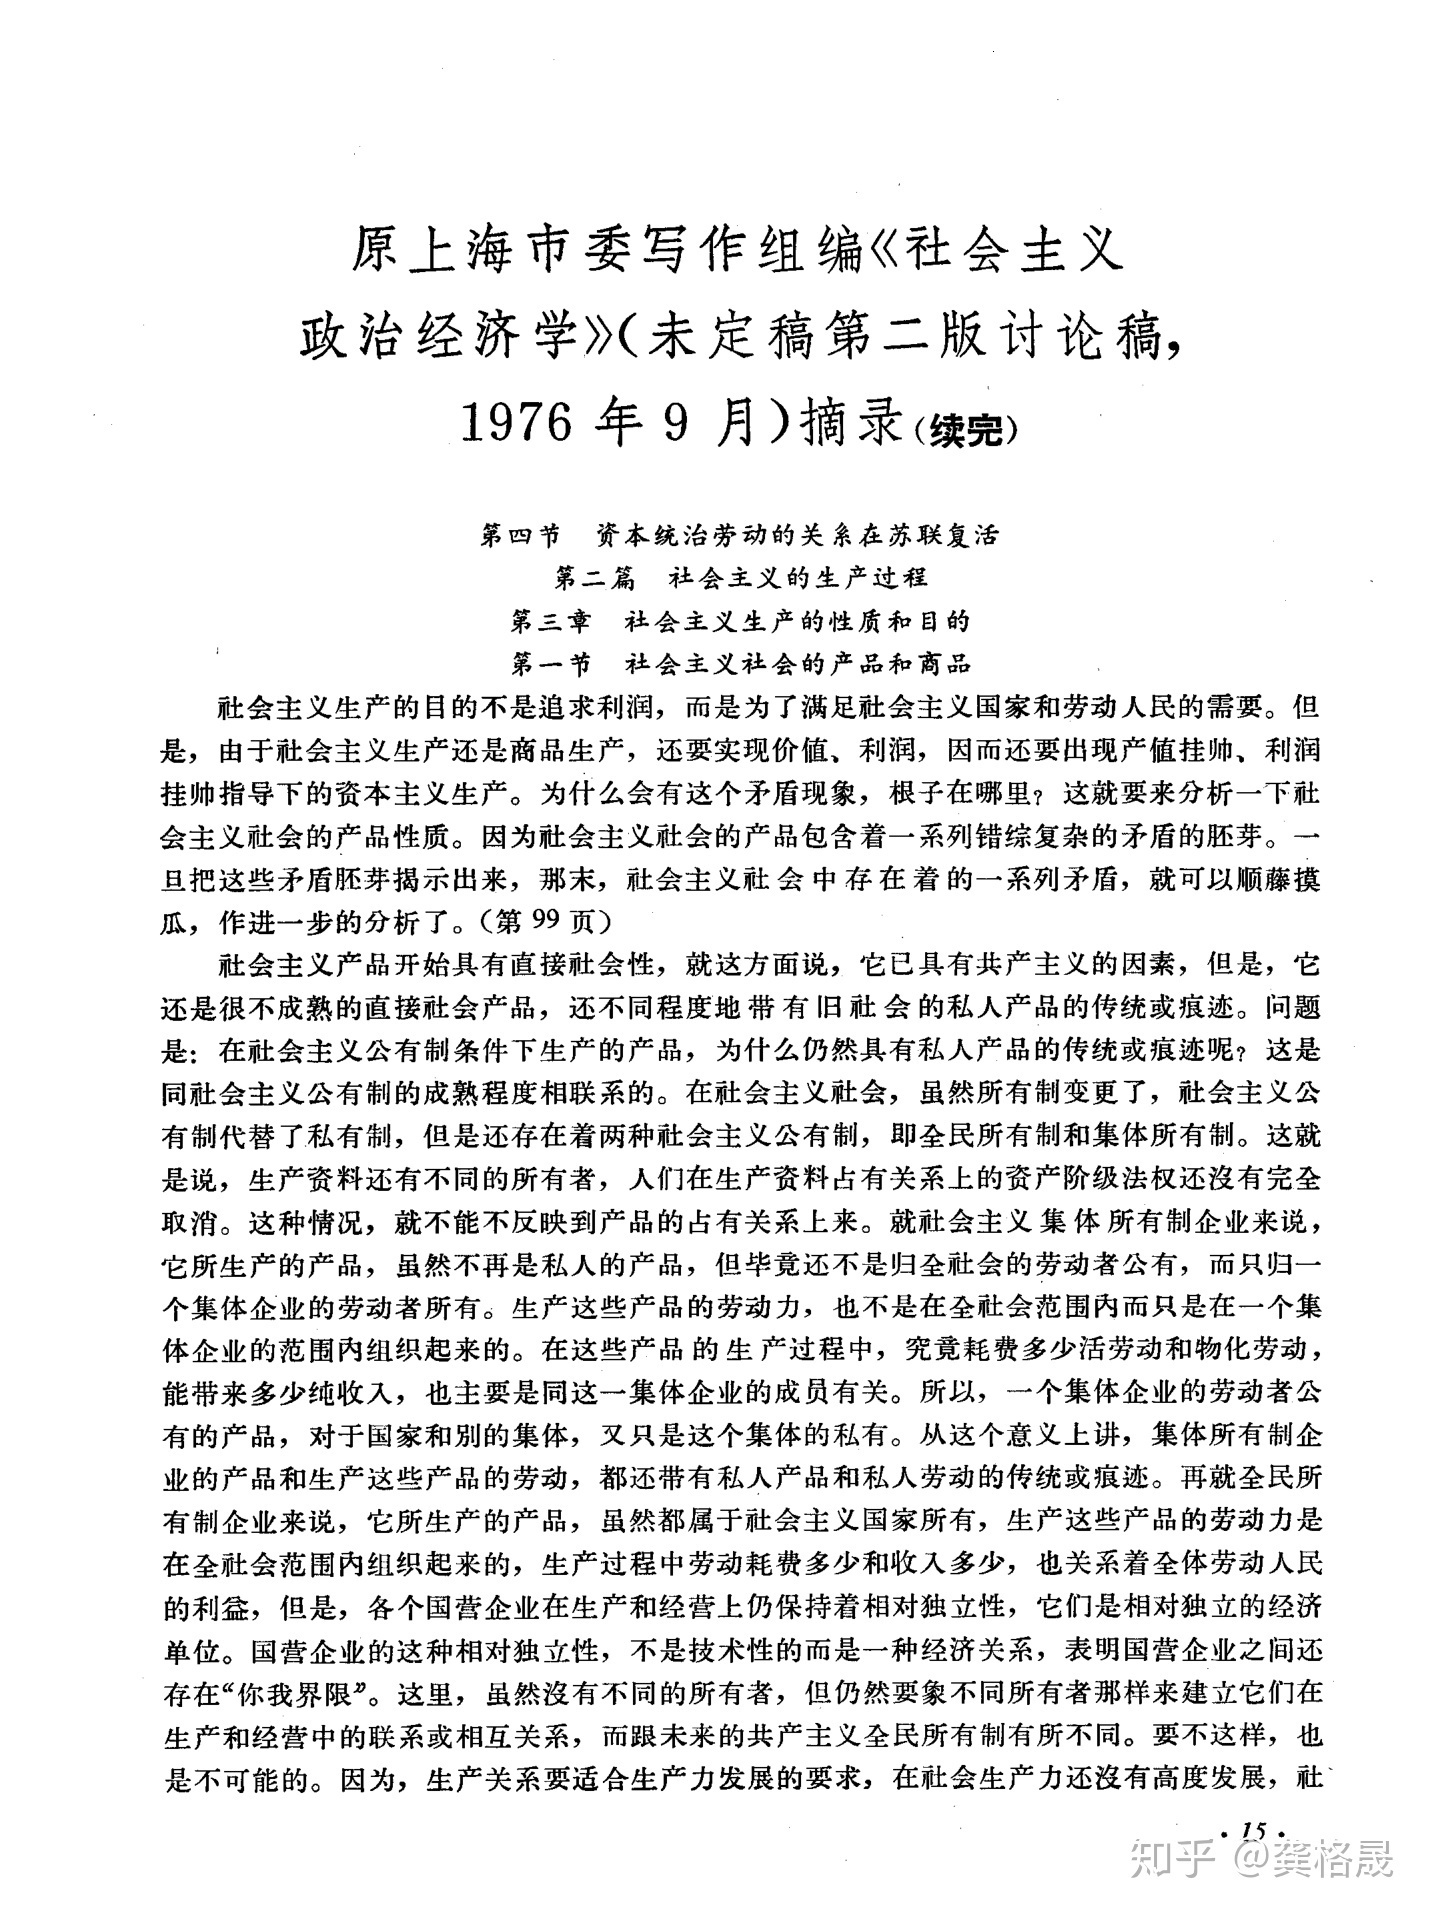 原上海市委写作组编《社会主义
政治经济学》(未定稿第二版讨论稿,
1976年9月)摘录(续完)
第四节 资本统治劳动的关系在苏联复活
第二篇 社会主义的生产过程
第三章 社会主义生产的性质和目的
第一节 社会主义社会的产品和商品
社会主义生产的目的不是追求利润,而是为了满足社会主义国家和劳动人民的需要。但
是,由于社会主义生产还是商品生产,还要实现价值、利润,因而还要出现产值挂帅、利润
挂帅指导下的资本主义生产。为什么会有这个矛盾现象,根子在哪里?这就要来分析一下社
会主义社会的产品性质。因为社会主义社会的产品包含着一系列错综复杂的矛盾的胚芽。一
旦把这些矛盾胚芽揭示出来,那末,社会主义社会中存在着的一系列矛盾,就可以顺藤摸
瓜,作进一步的分析了。(第99页)
社会主义产品开始具有直接社会性,就这方面说,它已具有共产主义的因素,但是,它
还是很不成熟的直接社会产品,还不同程度地带有旧社会的私人产品的传统或痕迹。问题
是:在社会主义公有制条件下生产的产品,为什么仍然具有私人产品的传统或痕迹呢?这是
同社会主义公有制的成熟程度相联系的。在社会主义社会,虽然所有制变更了,社会主义公
有制代替了私有制,但是还存在着两种社会主义公有制,即全民所有制和集体所有制。这就
是说,生产资料还有不同的所有者,人们在生产资料占有关系上的资产阶级法权还没有完全
取消。这种情况,就不能不反映到产品的占有关系上来。就社会主义集体所有制企业来说,
它所生产的产品,虽然不再是私人的产品,但毕竟还不是归全社会的劳动者公有,而只归一
个集体企业的劳动者所有。生产这些产品的劳动力,也不是在全社会范围内而只是在一个集
体企业的范围内组织起来的。在这些产品的生产过程中,究竟耗费多少活劳动和物化劳动,
能带来多少纯收入,也主要是同这一集体企业的成员有关。所以,一个集体企业的劳动者公
有的产品,对于国家和别的集体,又只是这个集体的私有。从这个意义上讲,集体所有制企
业的产品和生产这些产品的劳动,都还带有私人产品和私人劳动的传统或痕迹。再就全民所
有制企业来说,它所生产的产品,虽然都属于社会主义国家所有,生产这些产品的劳动力是
在全社会范围内组织起来的,生产过程中劳动耗费多少和收入多少,也关系着全体劳动人民
的利益,但是,各个国营企业在生产和经营上仍保持着相对独立性,它们是相对独立的经济
单位。国营企业的这种相对独立性,不是技术性的而是一种经济关系,表明国营企业之间还
存在“你我界限”。这里,虽然没有不同的所有者,但仍然要象不同所有者那样来建立它们在
生产和经营中的联系或相互关系,而跟未来的共产主义全民所有制有所不同。要不这样,也
是不可能的。因为,生产关系要适合生产力发展的要求,在社会生产力还没有高度发展,社
·15·
知乎 @龚格晟